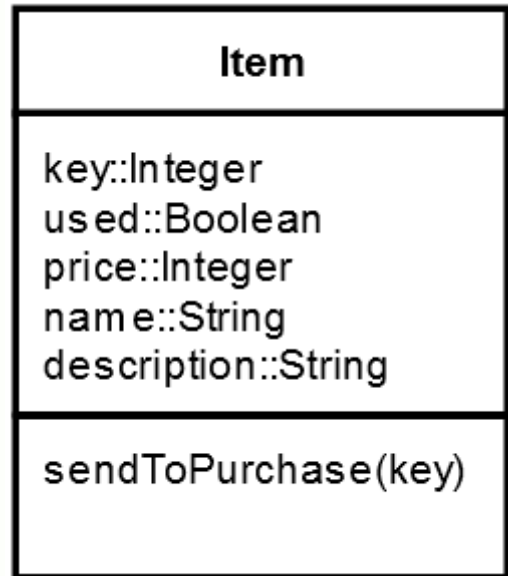 Item
key::Integer
used::Boolean
price::Integer
name::String
description::String
sendToPurchase(key)